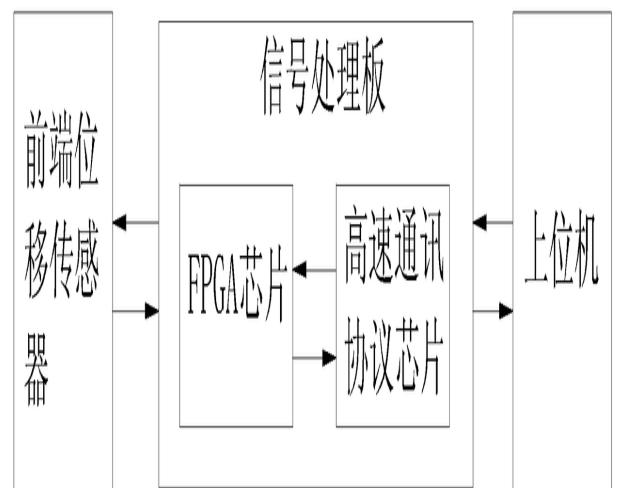 前端位
移传感
器
信号处理板
FPGA芯片
高速通讯
协议芯片
上位机